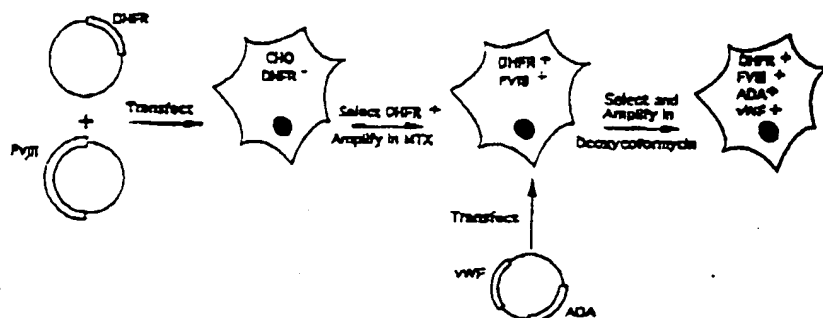 DHFR
+
FVIII
Transfect
CHO
DHFR -
Select DHFR +
Amplify in MTX
DHFR +
FVIII +
Transfect
vWF
ADA
Select and
Amplify in
Deoxycoformycin
DHFR +
FVIII +
ADA +
vWF +